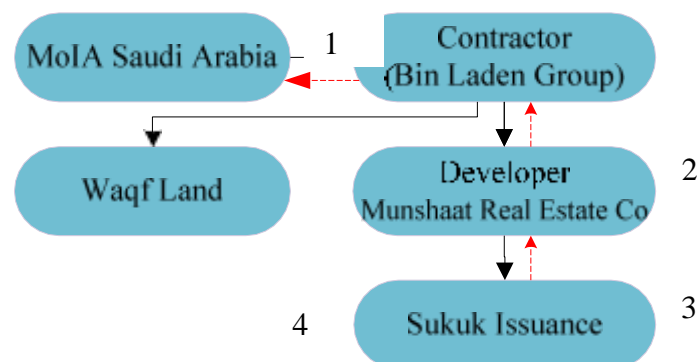 MoIA Saudi Arabia
1
Contractor
(Bin Laden Group)
Waqf Land
Developer
Munshaat Real Estate Co
2
4
Sukuk Issuance
3